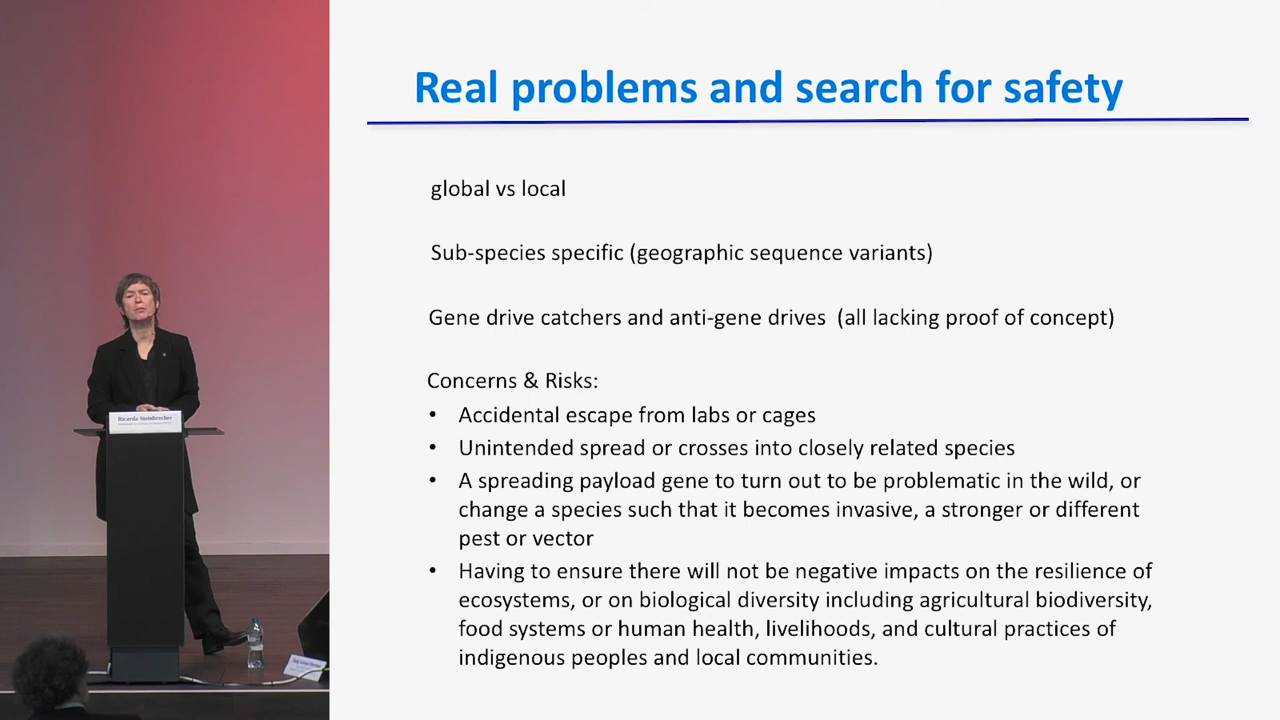 Real problems and search for safety
global vs local
Sub-species specific (geographic sequence variants)
Gene drive catchers and anti-gene drives (all lacking proof of concept)
Concerns & Risks:
• Accidental escape from labs or cages
• Unintended spread or crosses into closely related species
• A spreading payload gene to turn out to be problematic in the wild, or
change a species such that it becomes invasive, a stronger or different
pest or vector
• Having to ensure there will not be negative impacts on the resilience of
ecosystems, or on biological diversity including agricultural biodiversity,
food systems or human health, livelihoods, and cultural practices of
indigenous peoples and local communities.
Ricarda Steinbrecher